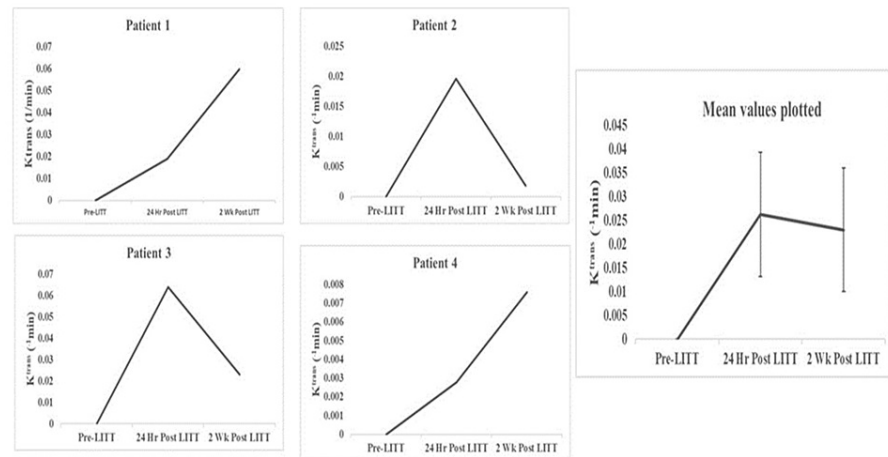 Patient 1
Ktrans (1/min)
0.07
0.06
0.05
0.04
0.03
0.02
0.01
0
Pre-LITT 24 Hr Post LITT 2 Wk Post LITT
Patient 2
Ktrans (-1min)
0.025
0.02
0.015
0.01
0.005
0
Pre-LITT 24 Hr Post LITT 2 Wk Post LITT
Patient 3
Ktrans (-1min)
0.07
0.06
0.05
0.04
0.03
0.02
0.01
0
Pre-LITT 24 Hr Post LITT 2 Wk Post LITT
Patient 4
Ktrans (-1min)
0.008
0.007
0.006
0.005
0.004
0.003
0.002
0.001
0
Pre-LITT 24 Hr Post LITT 2 Wk Post LITT
Mean values plotted
Ktrans (-1min)
0.045
0.04
0.035
0.03
0.025
0.02
0.015
0.01
0.005
0
Pre-LITT 24 Hr Post LITT 2 Wk Post LITT